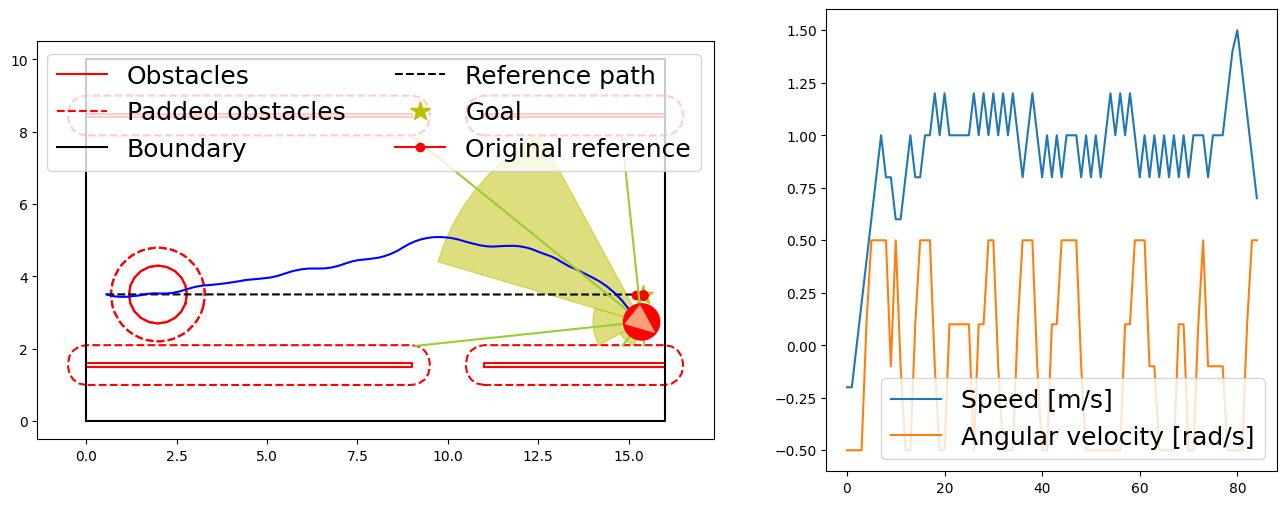 10
8
6
4
2
0
0.0 2.5 5.0 7.5 10.0 12.5 15.0
Obstacles
Padded obstacles
Boundary
Reference path
Goal
Original reference
1.50
1.25
1.00
0.75
0.50
0.25
0.00
−0.25
−0.50
0 20 40 60 80
Speed [m/s]
Angular velocity [rad/s]